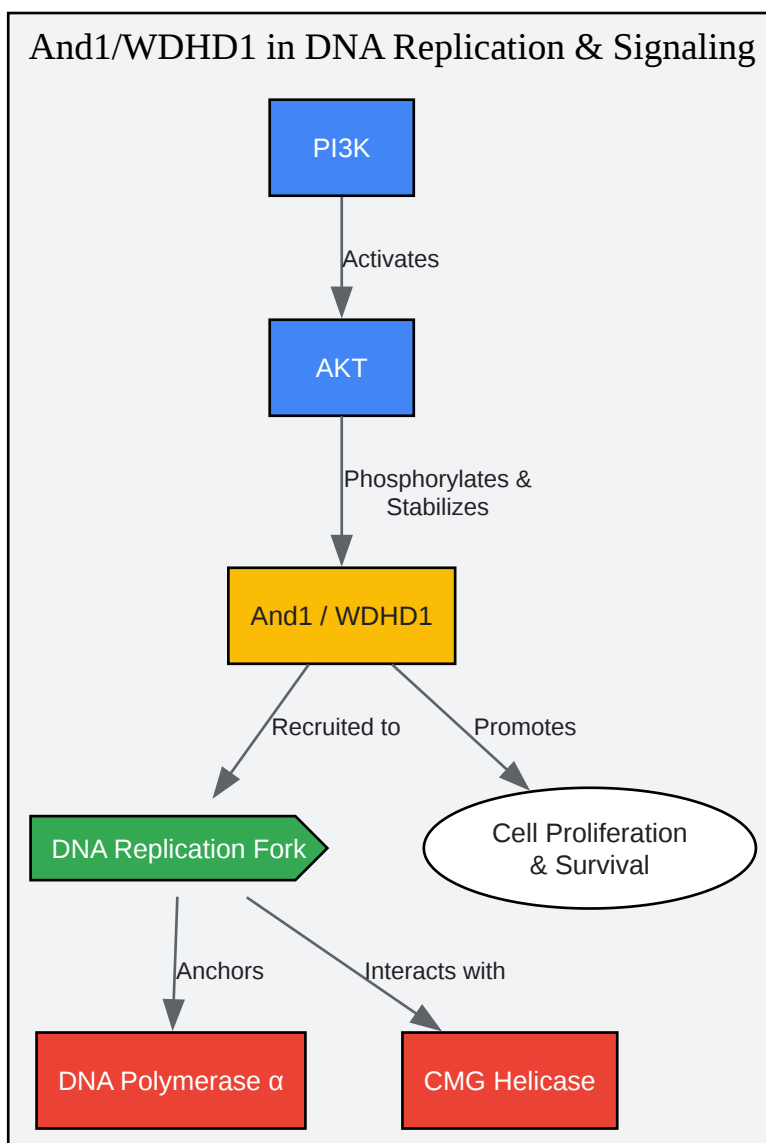 And1/WDHD1 in DNA Replication & Signaling
PI3K
Activates
AKT
Phosphorylates &
Stabilizes
And1 / WDHD1
Recruited to
Promotes
DNA Replication Fork
Cell Proliferation
& Survival
Anchors
Interacts with
DNA Polymerase α
CMG Helicase